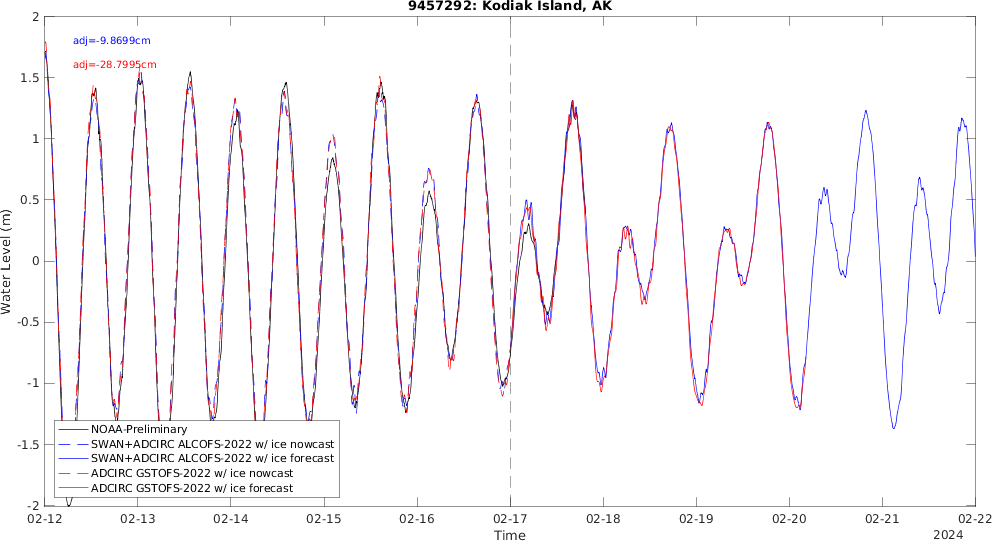 9457292: Kodiak Island, AK
adj=-9.8699cm
adj=-28.7995cm
Water Level (m)
2
1.5
1
0.5
0
-0.5
-1
-1.5
-2
NOAA-Preliminary
SWAN+ADCIRC ALCOFS-2022 w/ ice nowcast
SWAN+ADCIRC ALCOFS-2022 w/ ice forecast
ADCIRC GSTOFS-2022 w/ ice nowcast
ADCIRC GSTOFS-2022 w/ ice forecast
02-12 02-13 02-14 02-15 02-16 02-17 02-18 02-19 02-20 02-21 02-22
Time
2024